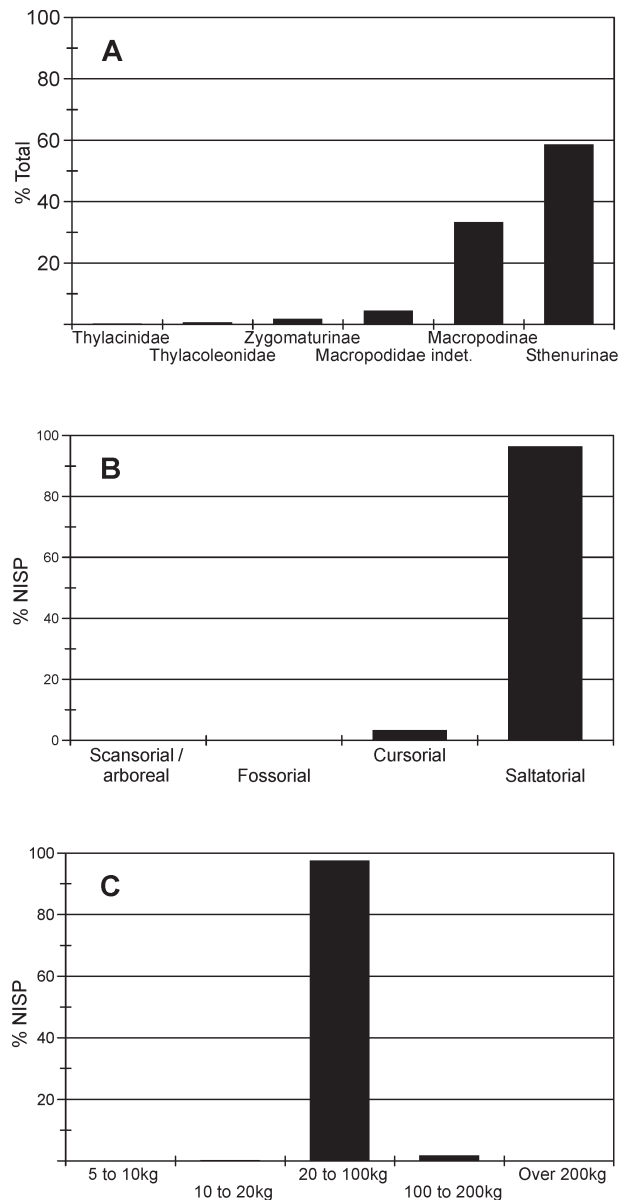 A
% Total
100
80
60
40
20
Thylacinidae Zygomaturinae Macropodinae
Thylacoleonidae Macropodidae indet. Sthenurinae
B
% NISP
100
80
60
40
20
0
Scansorial / Cursorial
arboreal Fossorial Saltatorial
C
% NISP
100
80
60
40
20
5 to 10kg 20 to 100kg Over 200kg
10 to 20kg 100 to 200kg